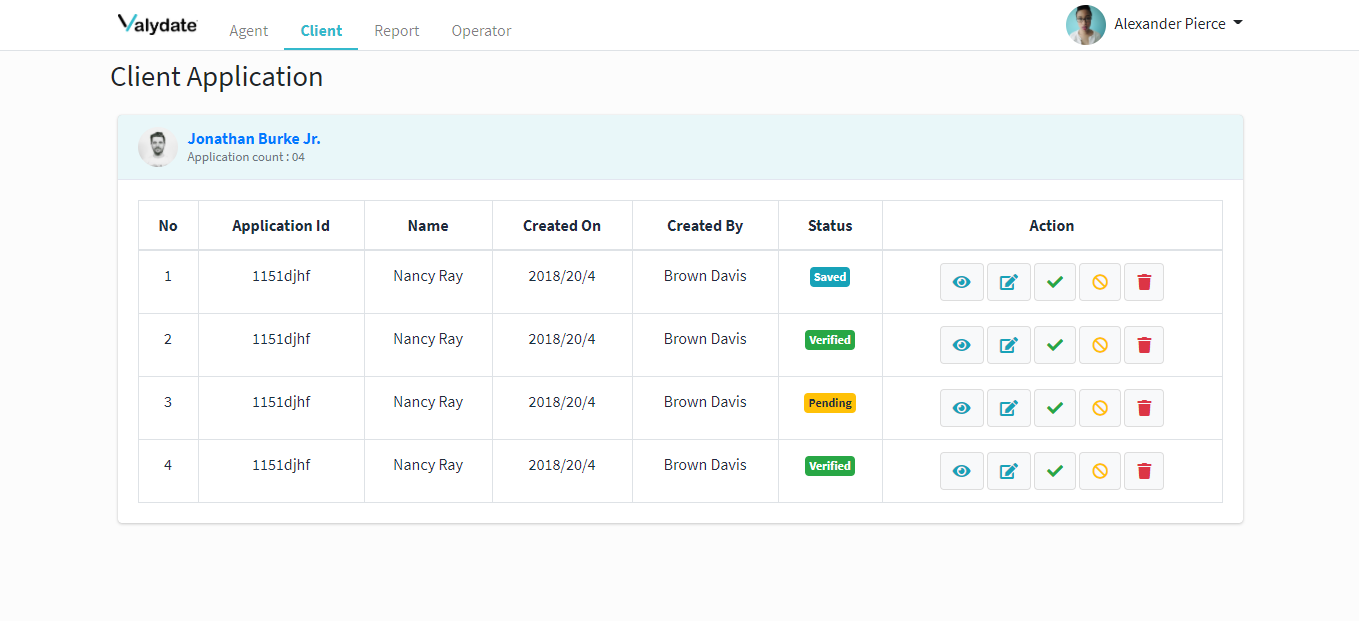 Valydate
Agent Client Report Operator
Alexander Pierce
Client Application
Jonathan Burke Jr.
Application count : 04
No Application Id Name Created On Created By Status Action
1 1151djhf Nancy Ray 2018/20/4 Brown Davis Saved
2 1151djhf Nancy Ray 2018/20/4 Brown Davis Verified
3 1151djhf Nancy Ray 2018/20/4 Brown Davis Pending
4 1151djhf Nancy Ray 2018/20/4 Brown Davis Verified